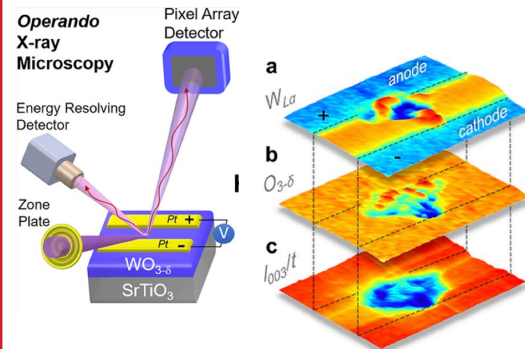 Operando
X-ray
Microscopy
Pixel Array
Detector
Energy Resolving
Detector
Zone
Plate
Pt +
V
Pt -
WO₃₋δ
SrTiO₃
a
W_Lα
anode
+
cathode
-
b
O₃₋δ
c
I₀₀₃/t